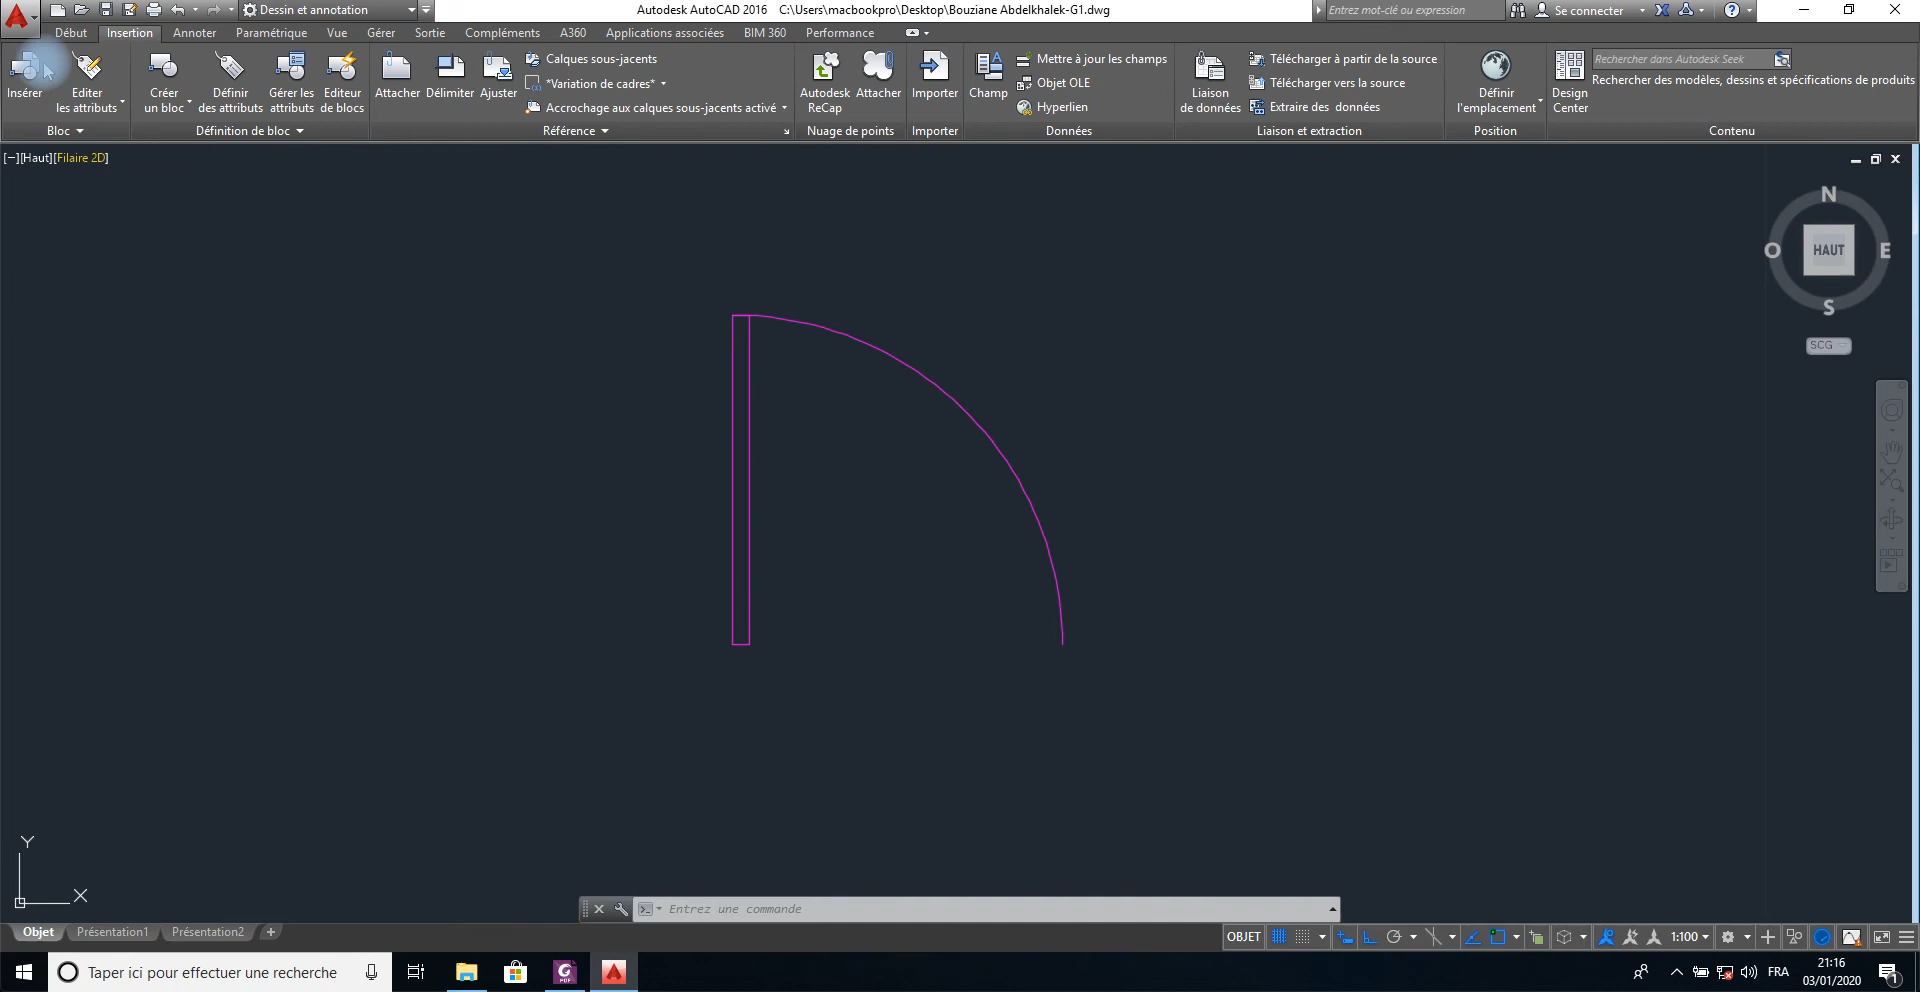 Dessin et annotation
Autodesk AutoCAD 2016 C:\Users\macbookpro\Desktop\Bouziane Abdelkhalek-G1.dwg
Entrez mot-clé ou expression
Se connecter
Début Insertion Annoter Paramétrique Vue Gérer Sortie Compléments A360 Applications associées BIM 360 Performance
Insérer
Editer
les attributs
Bloc
Créer
un bloc
Définir
des attributs
Gérer les
attributs
Editeur
de blocs
Définition de bloc
Attacher
Délimiter
Ajuster
Calques sous-jacents
*Variation de cadres*
Accrochage aux calques sous-jacents activé
Référence
Autodesk
ReCap
Attacher
Nuage de points
Importer
Importer
Champ
Mettre à jour les champs
Objet OLE
Hyperlien
Données
Liaison
de données
Télécharger à partir de la source
Télécharger vers la source
Extraire des données
Liaison et extraction
Définir
l'emplacement
Position
Design
Center
Rechercher dans Autodesk Seek
Rechercher des modèles, dessins et spécifications de produits
Contenu
[−][Haut][Filaire 2D]
N
O
HAUT
E
S
SCG
Y
X
Entrez une commande
Objet Présentation1 Présentation2 +
OBJET
1:100
Taper ici pour effectuer une recherche
PDF
FRA
21:16
03/01/2020
1